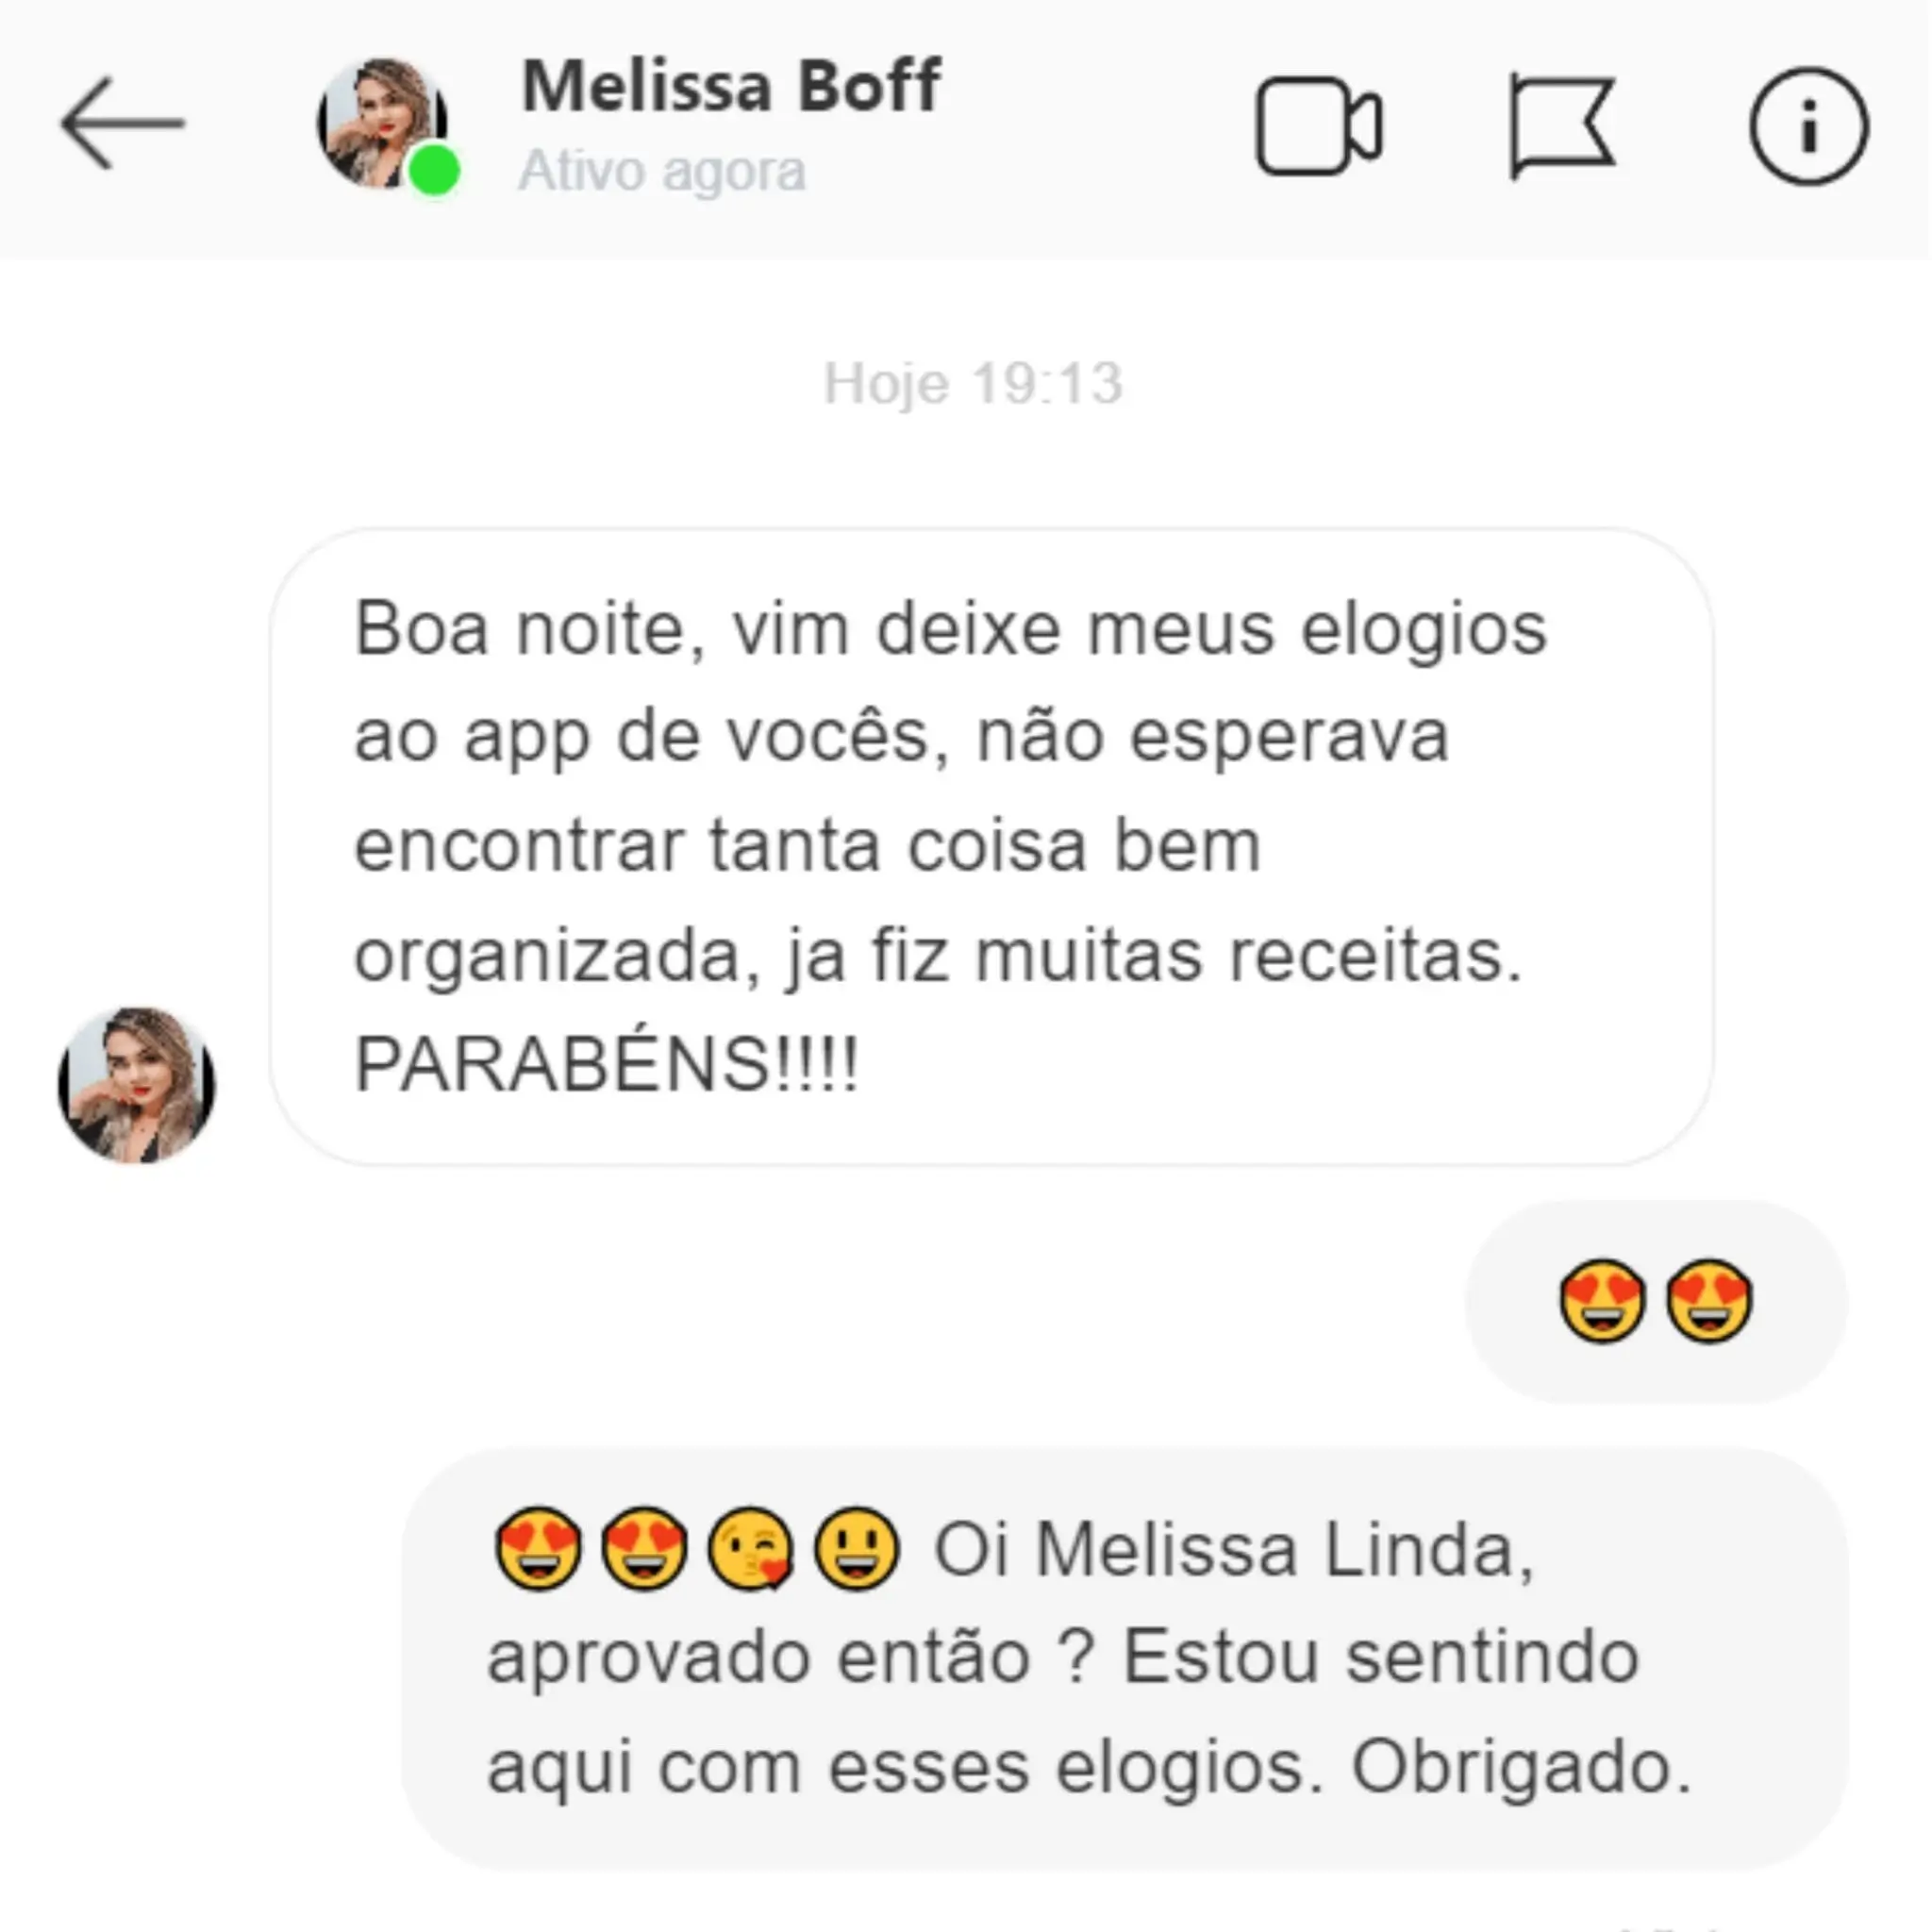 Melissa Boff
Ativo agora
Hoje 19:13
Boa noite, vim deixe meus elogios
ao app de vocês, não esperava
encontrar tanta coisa bem
organizada, ja fiz muitas receitas.
PARABÉNS!!!!
😍😍
😍😍😘😃 Oi Melissa Linda,
aprovado então ? Estou sentindo
aqui com esses elogios. Obrigado.